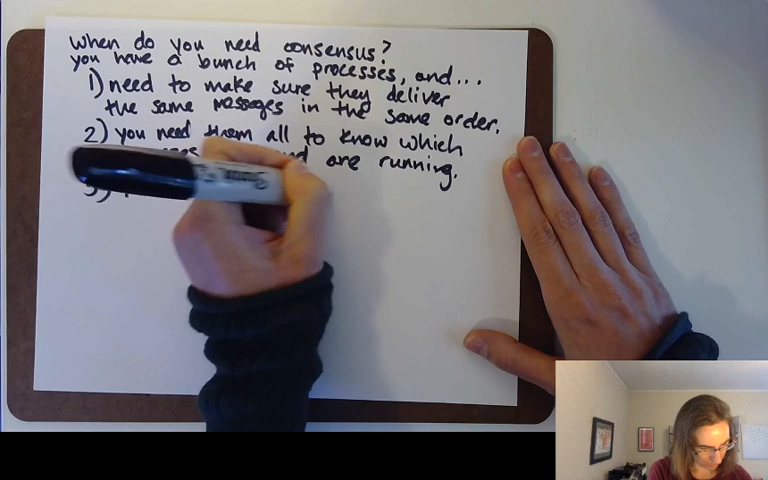 When do you need consensus?
you have a bunch of processes, and...
1) need to make sure they deliver
the same messages in the same order.
2) you need them all to know which
are running.
3)